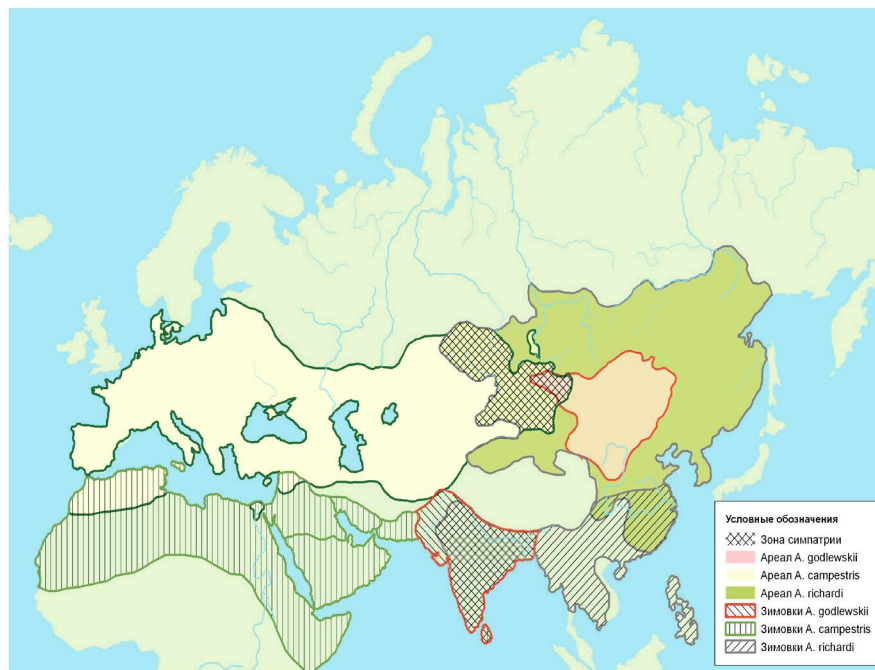 Условные обозначения
Зона симпатрии
Ареал A. godlewskii
Ареал A. campestris
Ареал A. richardi
Зимовки A. godlewskii
Зимовки A. campestris
Зимовки A. richardi